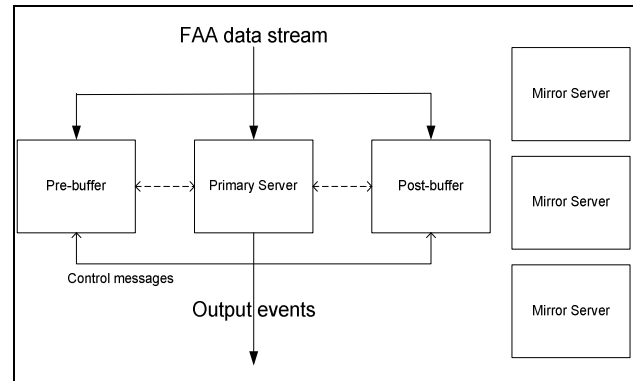 FAA data stream
Mirror Server
Pre-buffer
Primary Server
Post-buffer
Mirror Server
Control messages
Output events
Mirror Server